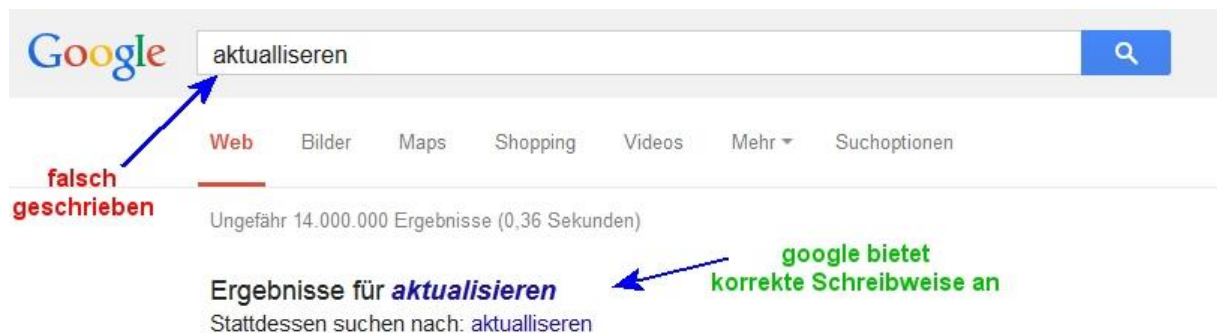 Google aktualliseren
Web Bilder Maps Shopping Videos Mehr Suchoptionen
falsch
geschrieben
Ungefähr 14.000.000 Ergebnisse (0,36 Sekunden)
google bietet
korrekte Schreibweise an
Ergebnisse für aktualisieren
Stattdessen suchen nach: aktualliseren